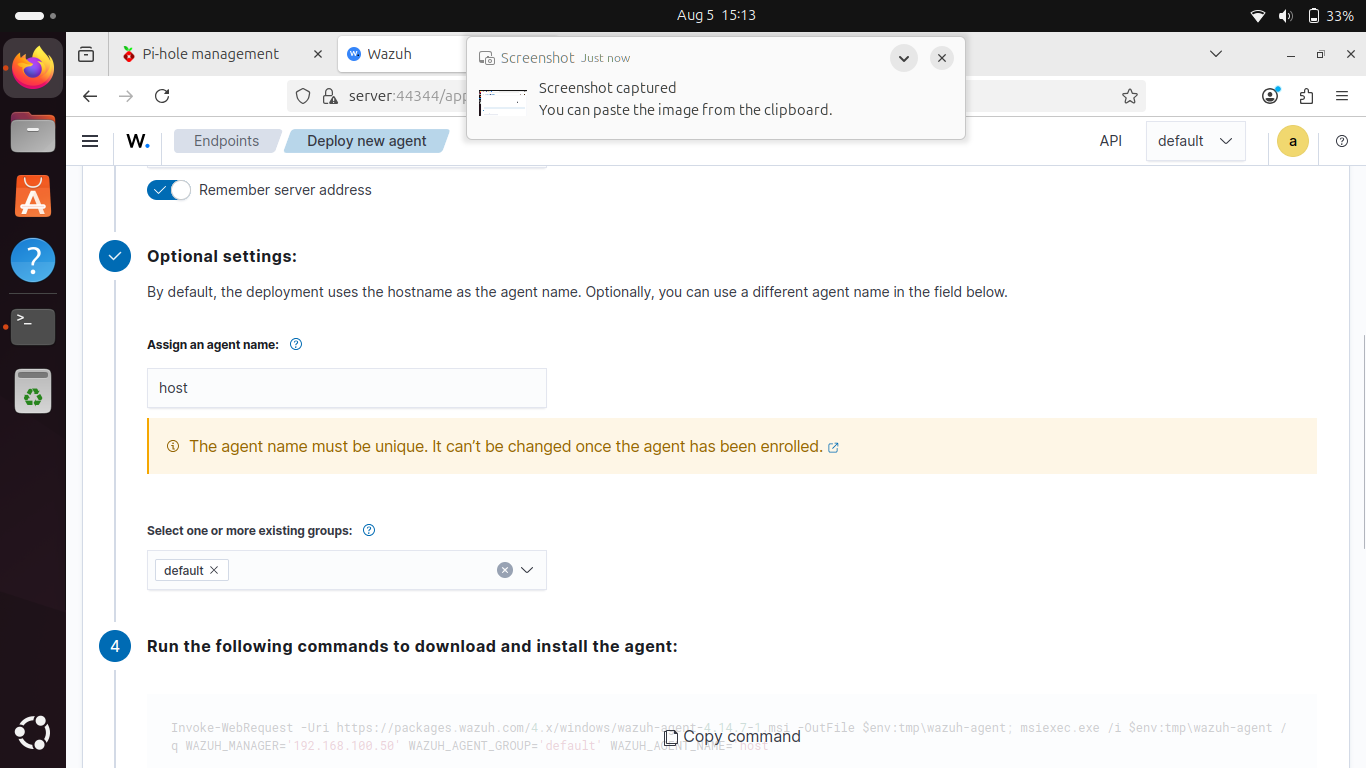 Aug 5 15:13
33%
Pi-hole management
Wazuh
Screenshot Just now
Screenshot captured
You can paste the image from the clipboard.
server:44344/app
W.
Endpoints
Deploy new agent
API
default
a
Remember server address
Optional settings:
By default, the deployment uses the hostname as the agent name. Optionally, you can use a different agent name in the field below.
Assign an agent name:
host
The agent name must be unique. It can’t be changed once the agent has been enrolled.
Select one or more existing groups:
default
4
Run the following commands to download and install the agent:
Invoke-WebRequest -Uri https://packages.wazuh.com/4.x/windows/wazuh-agent-4.14.7-1.msi -OutFile $env:tmp\wazuh-agent; msiexec.exe /i $env:tmp\wazuh-agent /
q WAZUH_MANAGER='192.168.100.50' WAZUH_AGENT_GROUP='default' WAZUH_AGENT_NAME='host'
Copy command